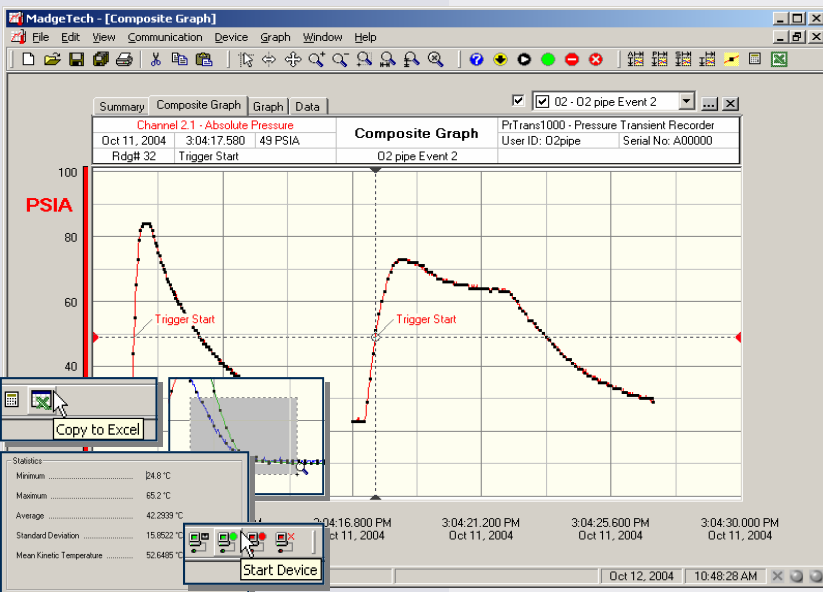 MadgeTech - [Composite Graph]
File Edit View Communication Device Graph Window Help
Summary Composite Graph Graph Data
02 - O2 pipe Event 2
...
Channel 2.1 - Absolute Pressure
Oct 11, 2004 3:04:17.580 49 PSIA
Rdg# 32 Trigger Start
Composite Graph
O2 pipe Event 2
PrTrans1000 - Pressure Transient Recorder
User ID: O2pipe Serial No: A00000
100
PSIA
80
60
40
Trigger Start
Trigger Start
Copy to Excel
Statistics
Minimum 24.8 °C
Maximum 65.2 °C
Average 42.2939 °C
Standard Deviation 15.8522 °C
Mean Kinetic Temperature 52.6485 °C
Start Device
3:04:16.800 PM 3:04:21.200 PM 3:04:25.600 PM 3:04:30.000 PM
Oct 11, 2004 Oct 11, 2004 Oct 11, 2004
Oct 12, 2004 10:48:28 AM